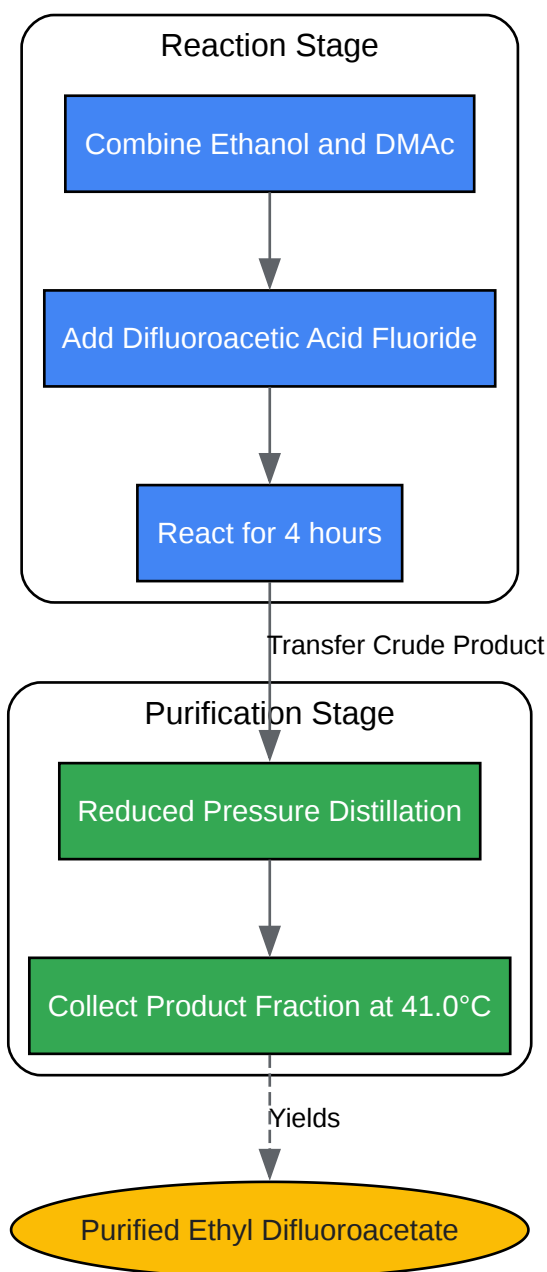 Reaction Stage
Combine Ethanol and DMAc
Add Difluoroacetic Acid Fluoride
React for 4 hours
Transfer Crude Product
Purification Stage
Reduced Pressure Distillation
Collect Product Fraction at 41.0°C
Yields
Purified Ethyl Difluoroacetate